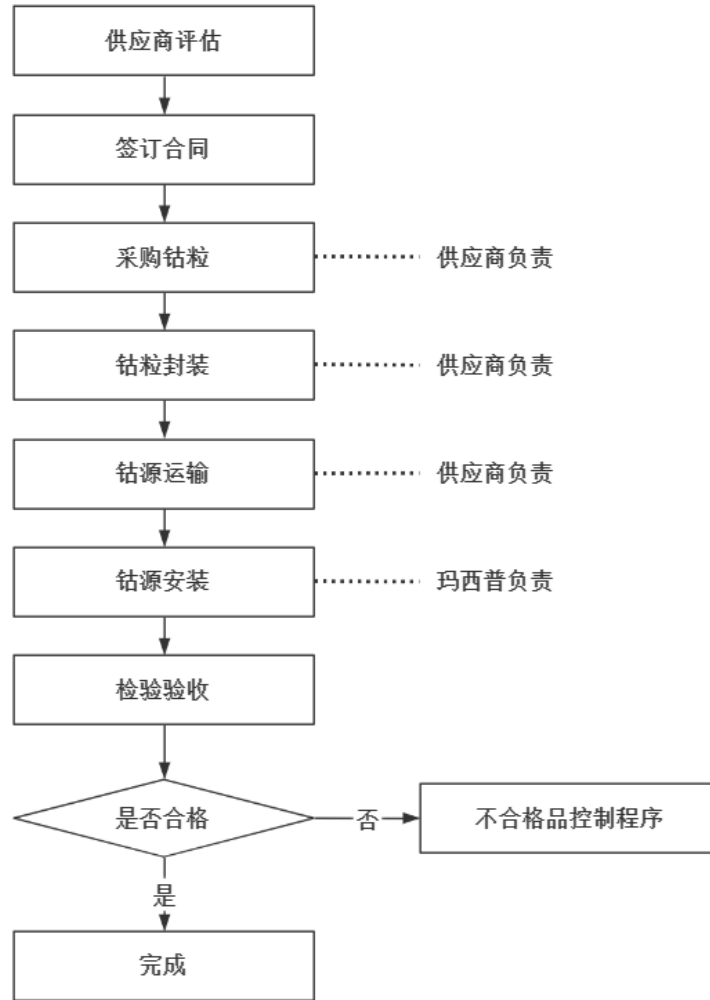 供应商评估
签订合同
采购钴粒
供应商负责
钴粒封装
供应商负责
钴源运输
供应商负责
钴源安装
玛西普负责
检验验收
是否合格
否
不合格品控制程序
是
完成